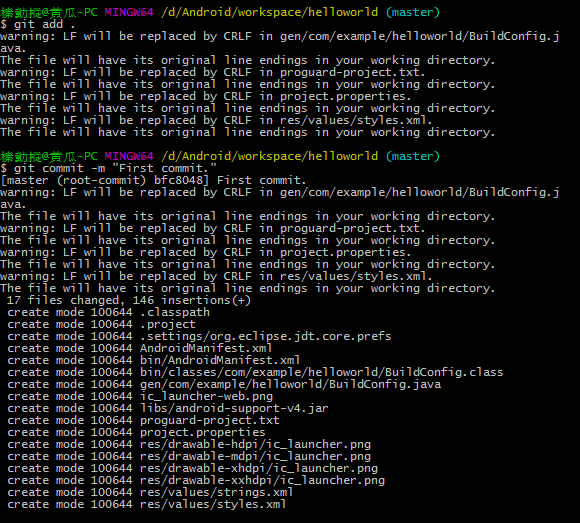 榛勭摐@黄瓜-PC MINGW64 /d/Android/workspace/helloworld (master)
$ git add .
warning: LF will be replaced by CRLF in gen/com/example/helloworld/BuildConfig.j
ava.
The file will have its original line endings in your working directory.
warning: LF will be replaced by CRLF in proguard-project.txt.
The file will have its original line endings in your working directory.
warning: LF will be replaced by CRLF in project.properties.
The file will have its original line endings in your working directory.
warning: LF will be replaced by CRLF in res/values/styles.xml.
The file will have its original line endings in your working directory.
榛勭摐@黄瓜-PC MINGW64 /d/Android/workspace/helloworld (master)
$ git commit -m "First commit."
[master (root-commit) bfc8048] First commit.
warning: LF will be replaced by CRLF in gen/com/example/helloworld/BuildConfig.j
ava.
The file will have its original line endings in your working directory.
warning: LF will be replaced by CRLF in proguard-project.txt.
The file will have its original line endings in your working directory.
warning: LF will be replaced by CRLF in project.properties.
The file will have its original line endings in your working directory.
warning: LF will be replaced by CRLF in res/values/styles.xml.
The file will have its original line endings in your working directory.
17 files changed, 146 insertions(+)
create mode 100644 .classpath
create mode 100644 .project
create mode 100644 .settings/org.eclipse.jdt.core.prefs
create mode 100644 AndroidManifest.xml
create mode 100644 bin/AndroidManifest.xml
create mode 100644 bin/classes/com/example/helloworld/BuildConfig.class
create mode 100644 gen/com/example/helloworld/BuildConfig.java
create mode 100644 ic_launcher-web.png
create mode 100644 libs/android-support-v4.jar
create mode 100644 proguard-project.txt
create mode 100644 project.properties
create mode 100644 res/drawable-hdpi/ic_launcher.png
create mode 100644 res/drawable-mdpi/ic_launcher.png
create mode 100644 res/drawable-xhdpi/ic_launcher.png
create mode 100644 res/drawable-xxhdpi/ic_launcher.png
create mode 100644 res/values/strings.xml
create mode 100644 res/values/styles.xml